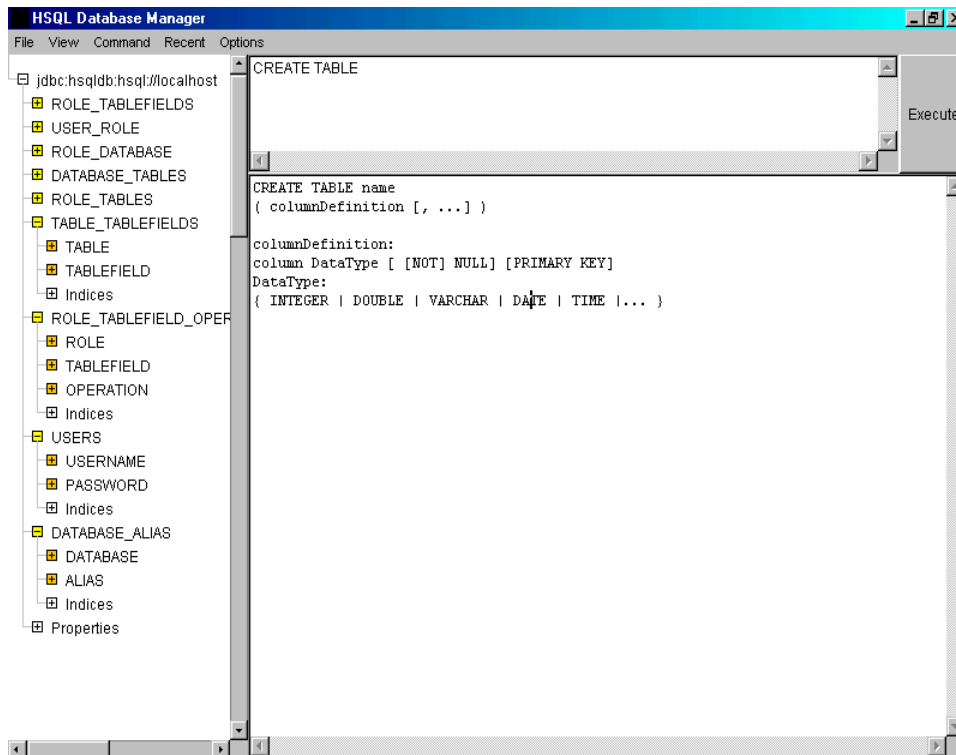 HSQL Database Manager
File View Command Recent Options
jdbc:hsqldb:hsql://localhost
ROLE_TABLEFIELDS
USER_ROLE
ROLE_DATABASE
DATABASE_TABLES
ROLE_TABLES
TABLE_TABLEFIELDS
TABLE
TABLEFIELD
Indices
ROLE_TABLEFIELD_OPER
ROLE
TABLEFIELD
OPERATION
Indices
USERS
USERNAME
PASSWORD
Indices
DATABASE_ALIAS
DATABASE
ALIAS
Indices
Properties
CREATE TABLE
Execute
CREATE TABLE name
( columnDefinition [, ...] )
columnDefinition:
column DataType [ [NOT] NULL] [PRIMARY KEY]
DataType:
{ INTEGER | DOUBLE | VARCHAR | DATE | TIME |... }